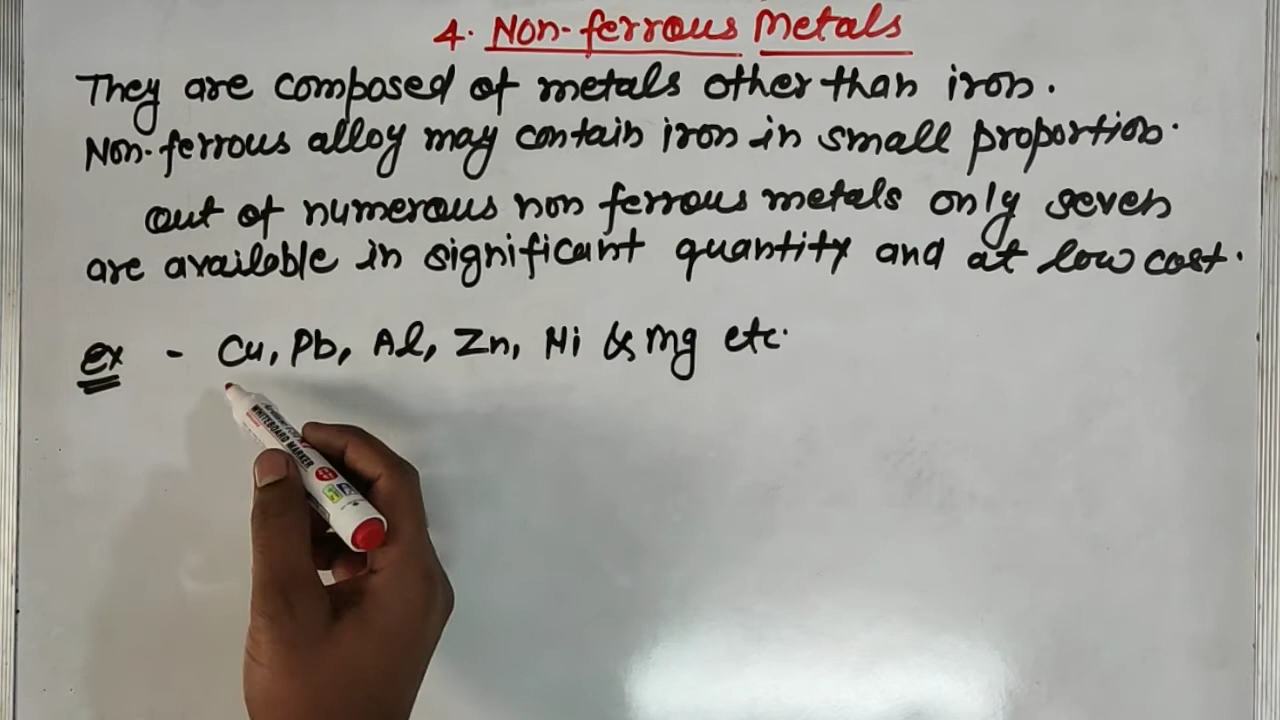 4. Non-ferrous Metals
They are composed of metals other than iron.
Non-ferrous alloy may contain iron in small proportion.
out of numerous non ferrous metals only seven
are available in significant quantity and at low cost.
ex - Cu, Pb, Al, Zn, Ni & Mg etc.
WHITEBOARD MARKER